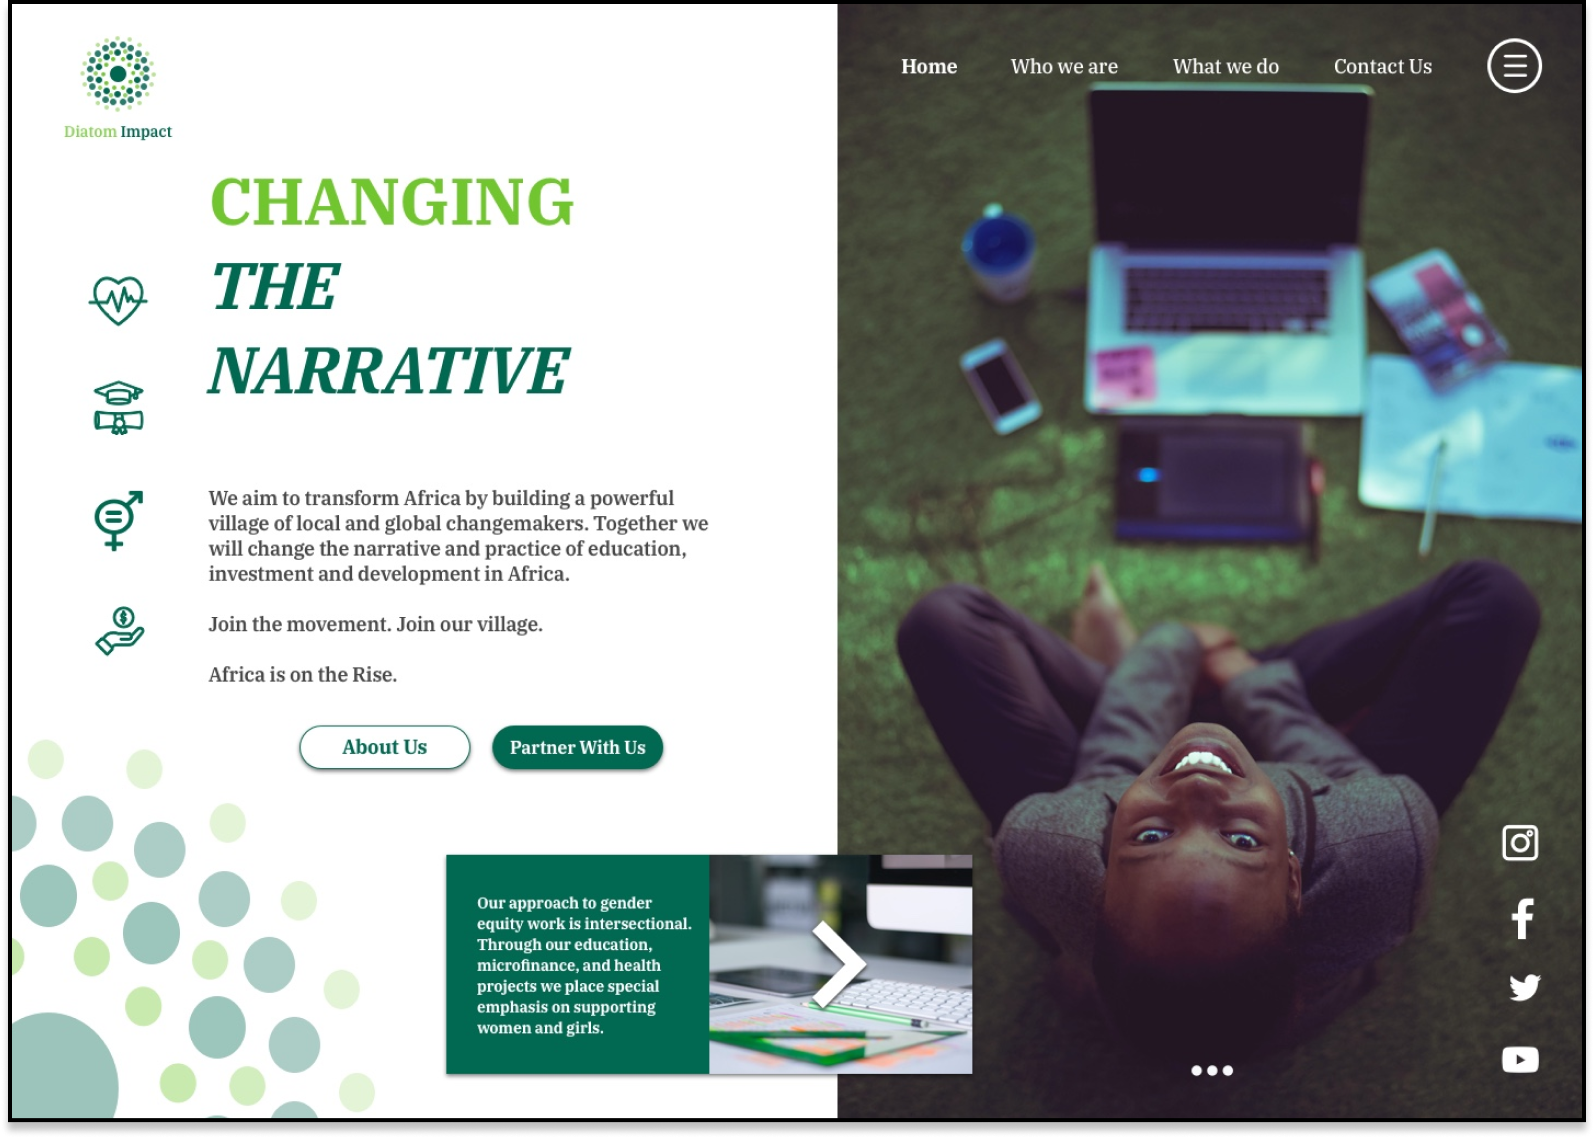 Diatom Impact
Home
Who we are
What we do
Contact Us
CHANGING
THE
NARRATIVE
We aim to transform Africa by building a powerful
village of local and global changemakers. Together we
will change the narrative and practice of education,
investment and development in Africa.
Join the movement. Join our village.
Africa is on the Rise.
About Us
Partner With Us
Our approach to gender
equity work is intersectional.
Through our education,
microfinance, and health
projects we place special
emphasis on supporting
women and girls.